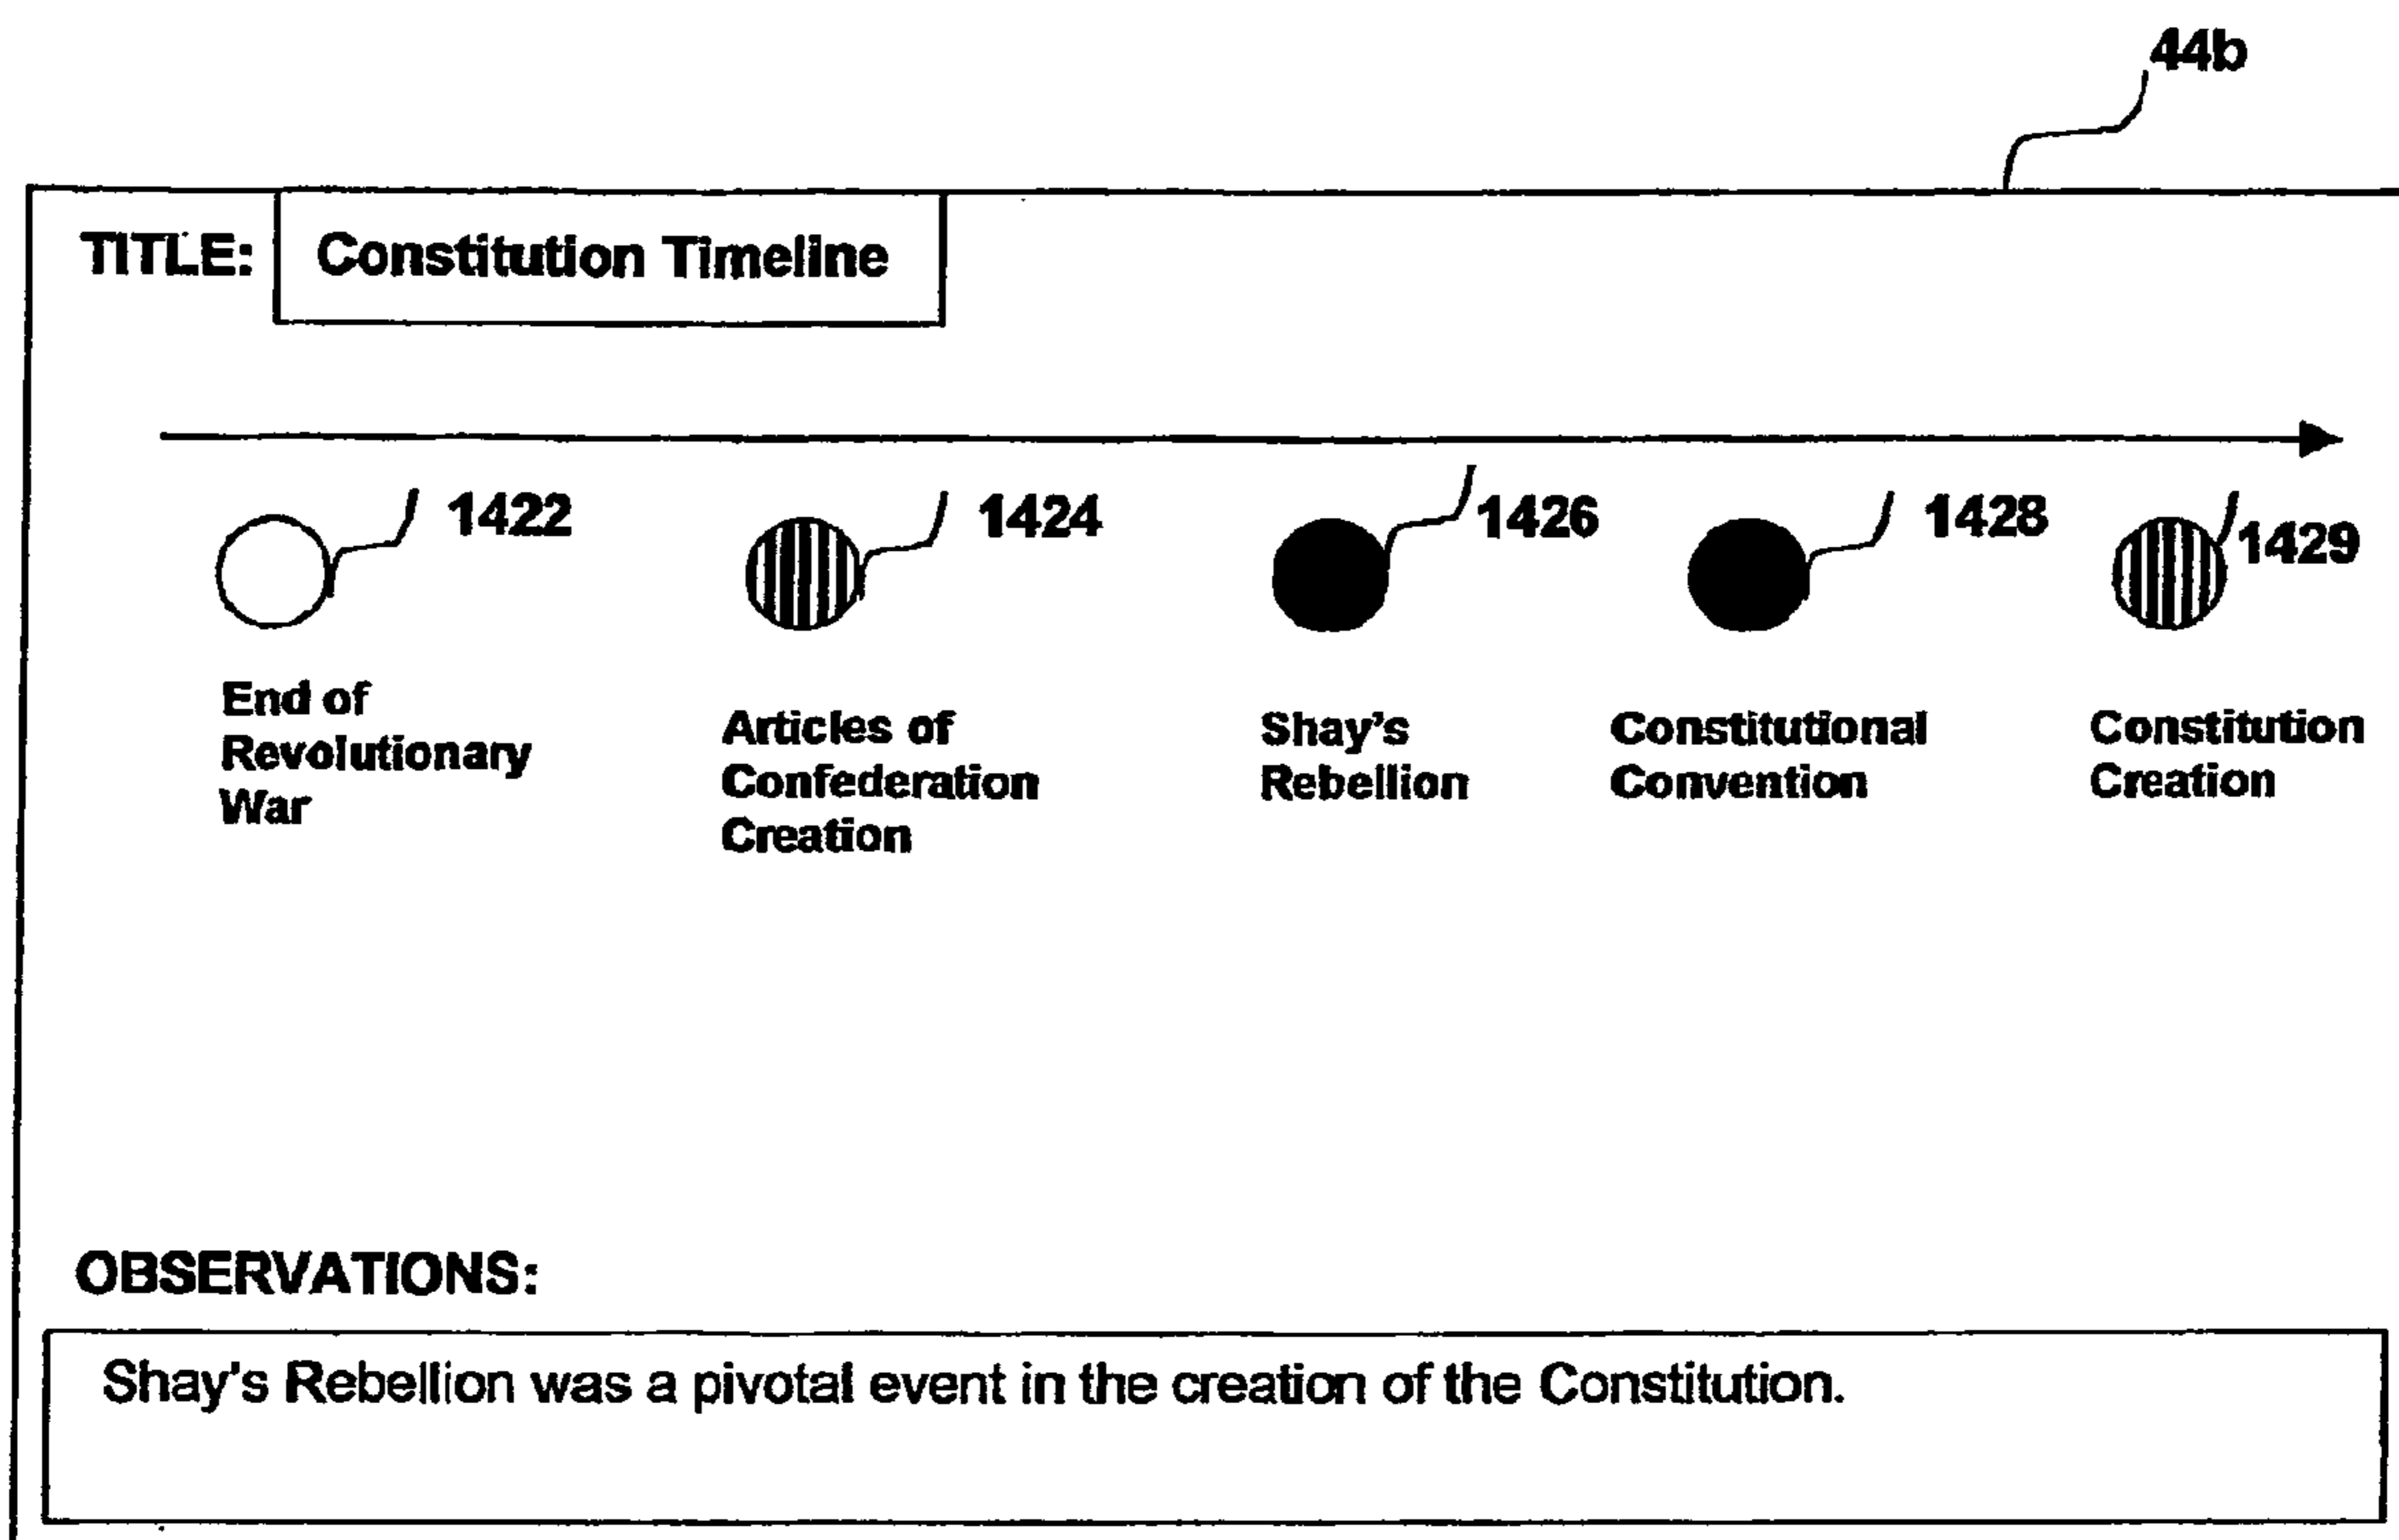 44b
TITLE: Constitution Timeline
1422 1424 1426 1428 1429
End of
Revolutionary
War
Articles of
Confederation
Creation
Shay's
Rebellion
Constitutional
Convention
Constitution
Creation
OBSERVATIONS:
Shay's Rebellion was a pivotal event in the creation of the Constitution.